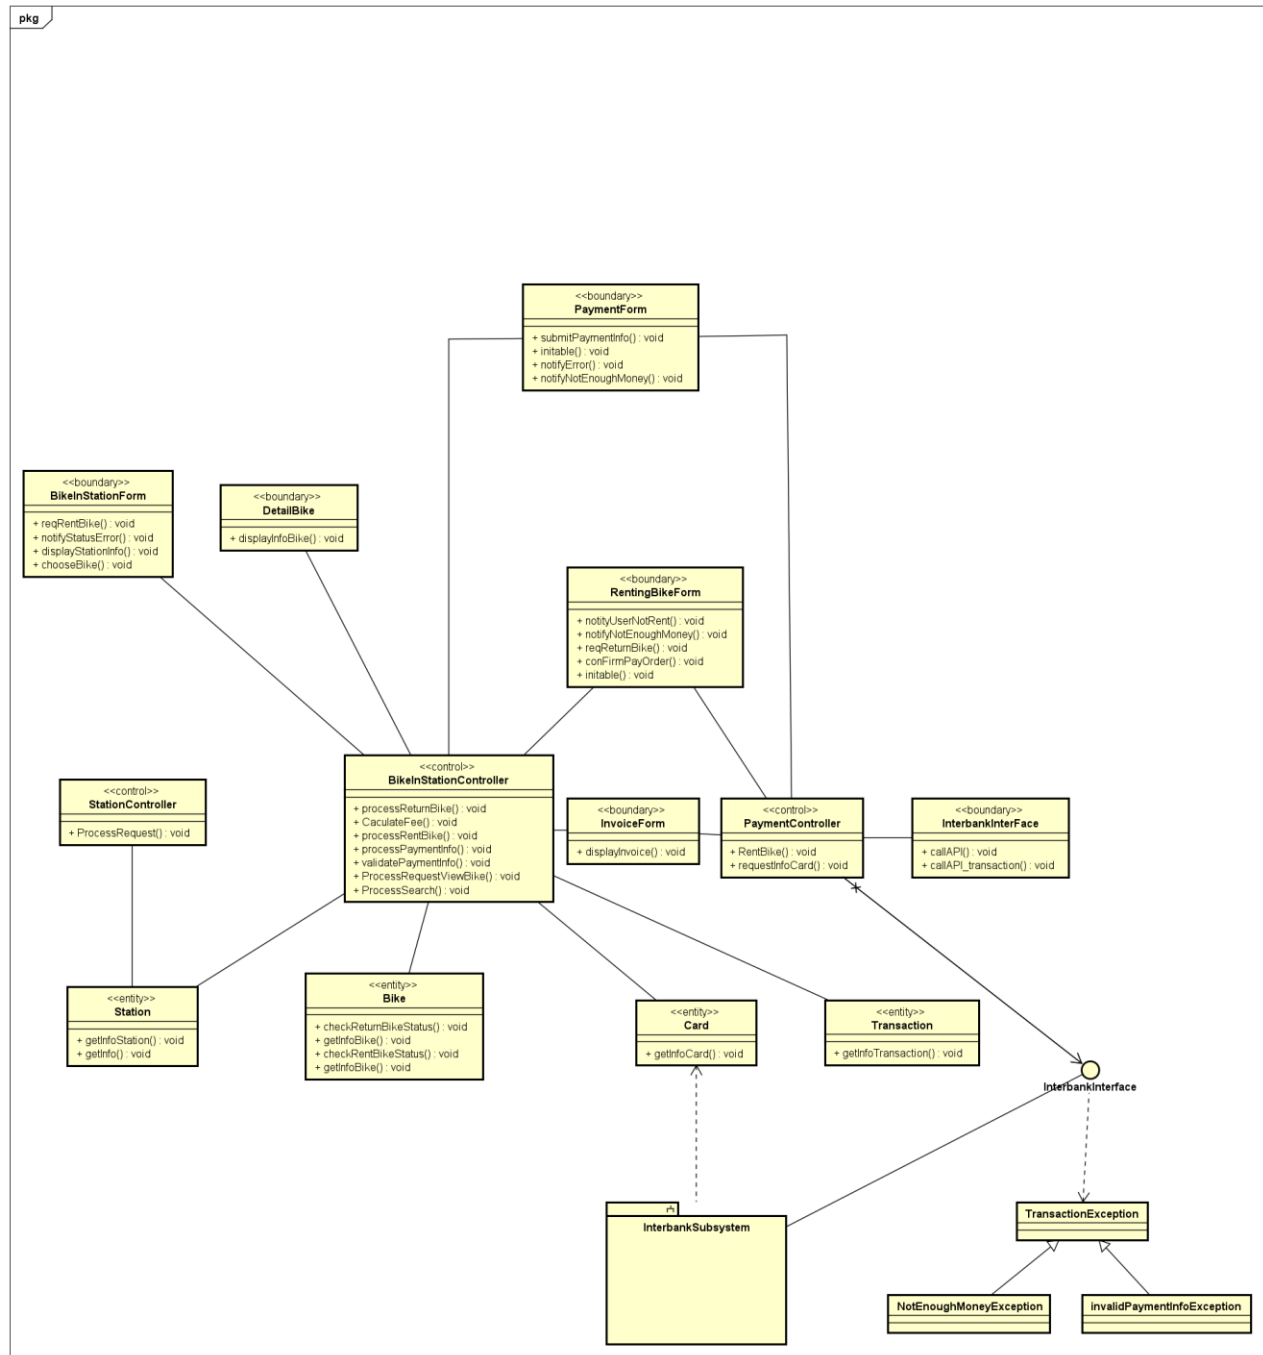 pkg
<<boundary>>
PaymentForm
+ submitPaymentInfo() : void
+ initable() : void
+ notifyError() : void
+ notifyNotEnoughMoney() : void
<<boundary>>
BikeInStationForm
+ reqRentBike() : void
+ notifyStatusError() : void
+ displayStationInfo() : void
+ chooseBike() : void
<<boundary>>
DetailBike
+ displayInfoBike() : void
<<boundary>>
RentingBikeForm
+ notityUserNotRent() : void
+ notifyNotEnoughMoney() : void
+ reqReturnBike() : void
+ conFirmPayOrder() : void
+ initable() : void
<<control>>
StationController
+ ProcessRequest() : void
<<control>>
BikeInStationController
+ processReturnBike() : void
+ CaculateFee() : void
+ processRentBike() : void
+ processPaymentInfo() : void
+ validatePaymentInfo() : void
+ ProcessRequestViewBike() : void
+ ProcessSearch() : void
<<boundary>>
InvoiceForm
+ displayInvoice() : void
<<control>>
PaymentController
+ RentBike() : void
+ requestInfoCard() : void
<<boundary>>
InterbankInterFace
+ callAPI() : void
+ callAPI_transaction() : void
<<entity>>
Station
+ getInfoStation() : void
+ getInfo() : void
<<entity>>
Bike
+ checkReturnBikeStatus() : void
+ getInfoBike() : void
+ checkRentBikeStatus() : void
+ getInfoBike() : void
<<entity>>
Card
+ getInfoCard() : void
<<entity>>
Transaction
+ getInfoTransaction() : void
InterbankInterface
InterbankSubsystem
TransactionException
NotEnoughMoneyException
invalidPaymentInfoException